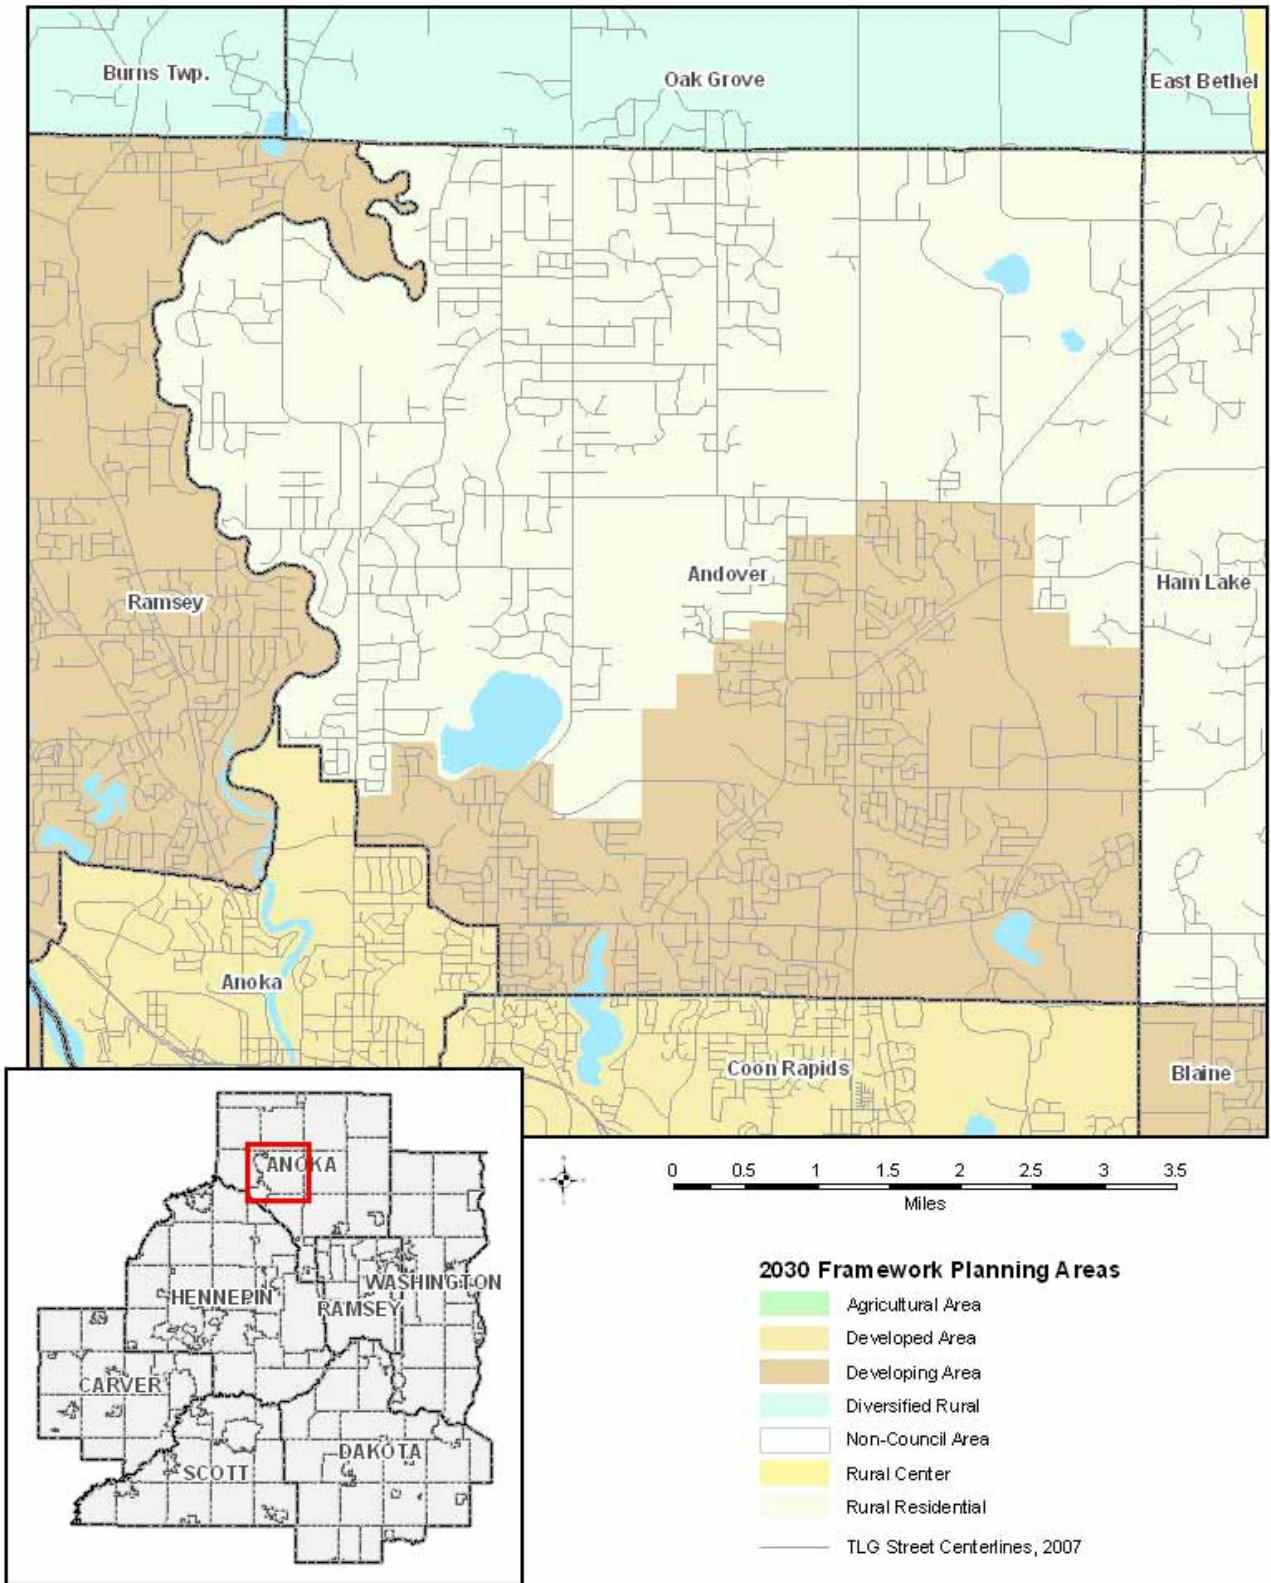 Burns Twp.
Oak Grove
East Bethel
Andover
Ham Lake
Ramsey
Anoka
Coon Rapids
Blaine
ANOKA
WASHINGTON
HENNEPIN
RAMSEY
CARVER
DAKOTA
SCOTT
0 0.5 1 1.5 2 2.5 3 3.5
Miles
2030 Framework Planning Areas
Agricultural Area
Developed Area
Developing Area
Diversified Rural
Non-Council Area
Rural Center
Rural Residential
TLG Street Centerlines, 2007